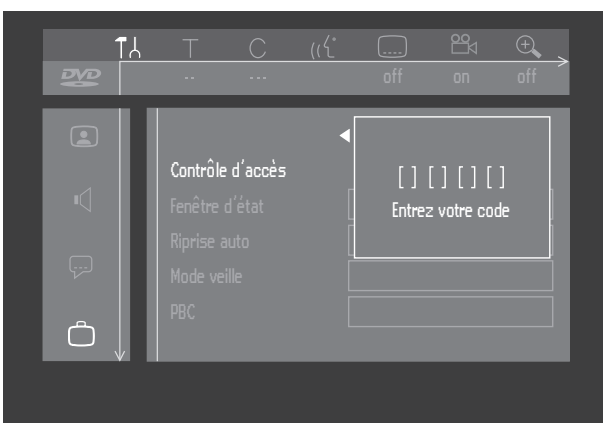 T C
DVD -- --- off on off
Contrôle d'accès
[ ] [ ] [ ] [ ]
Entrez votre code
Fenêtre d'état
Riprise auto
Mode veille
PBC